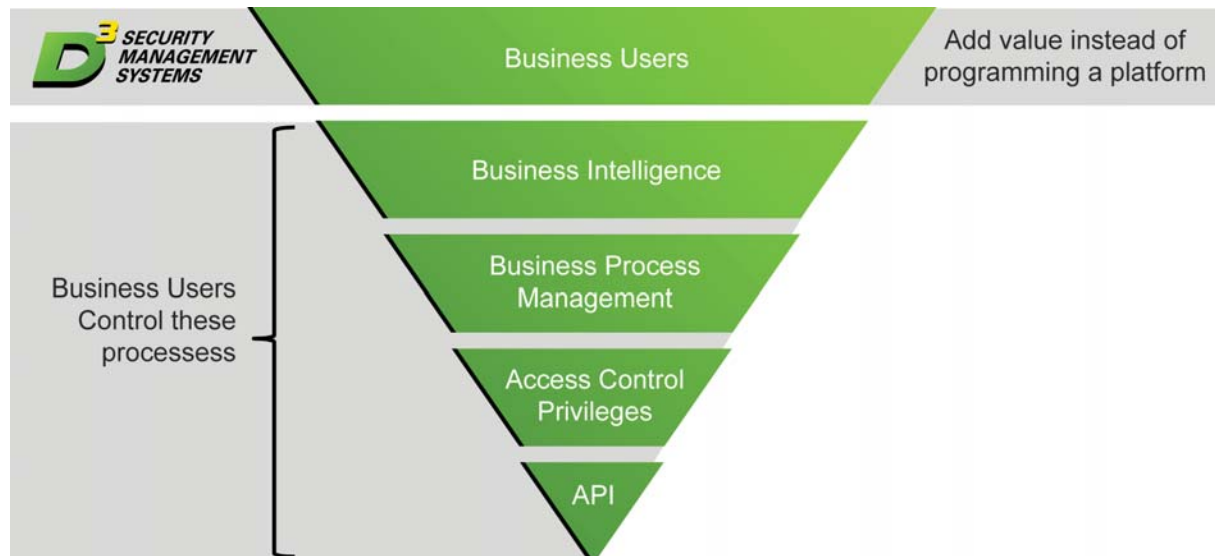 D3 SECURITY
MANAGEMENT
SYSTEMS
Business Users
Add value instead of
programming a platform
Business Intelligence
Business Process
Management
Business Users
Control these
processess
Access Control
Privileges
API